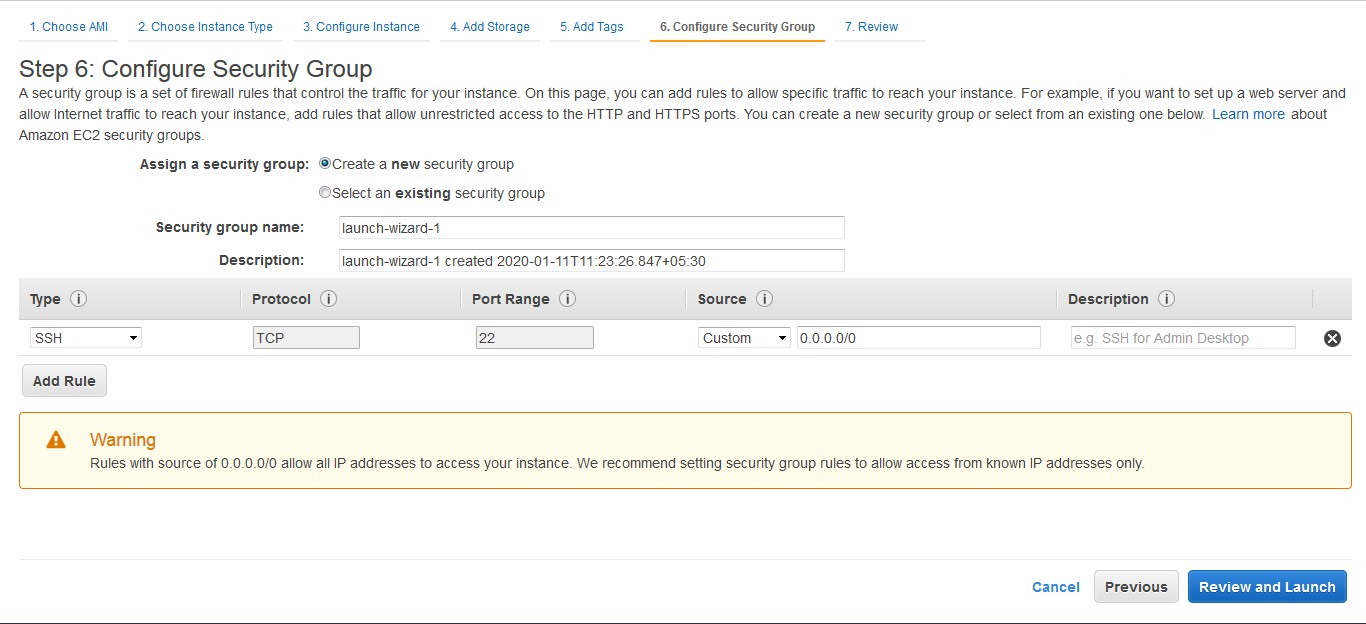 1. Choose AMI 2. Choose Instance Type 3. Configure Instance 4. Add Storage 5. Add Tags 6. Configure Security Group 7. Review
Step 6: Configure Security Group
A security group is a set of firewall rules that control the traffic for your instance. On this page, you can add rules to allow specific traffic to reach your instance. For example, if you want to set up a web server and
allow Internet traffic to reach your instance, add rules that allow unrestricted access to the HTTP and HTTPS ports. You can create a new security group or select from an existing one below. Learn more about
Amazon EC2 security groups.
Assign a security group: Create a new security group
Select an existing security group
Security group name: launch-wizard-1
Description: launch-wizard-1 created 2020-01-11T11:23:26.847+05:30
Type i Protocol i Port Range i Source i Description i
SSH TCP 22 Custom 0.0.0.0/0 e.g. SSH for Admin Desktop
Add Rule
Warning
Rules with source of 0.0.0.0/0 allow all IP addresses to access your instance. We recommend setting security group rules to allow access from known IP addresses only.
Cancel Previous Review and Launch